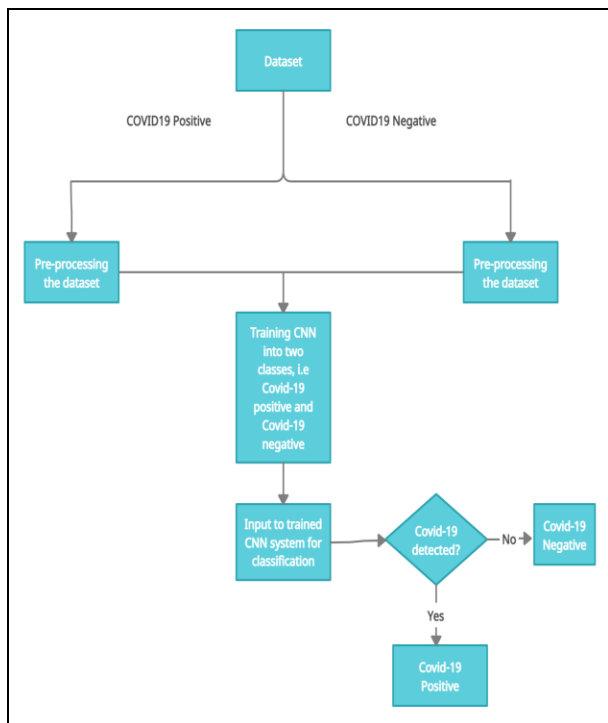 Dataset
COVID19 Positive
COVID19 Negative
Pre-processing
the dataset
Pre-processing
the dataset
Training CNN
into two
classes, i.e
Covid-19
positive and
Covid-19
negative
Input to trained
CNN system for
classification
Covid-19
detected?
No
Covid-19
Negative
Yes
Covid-19
Positive